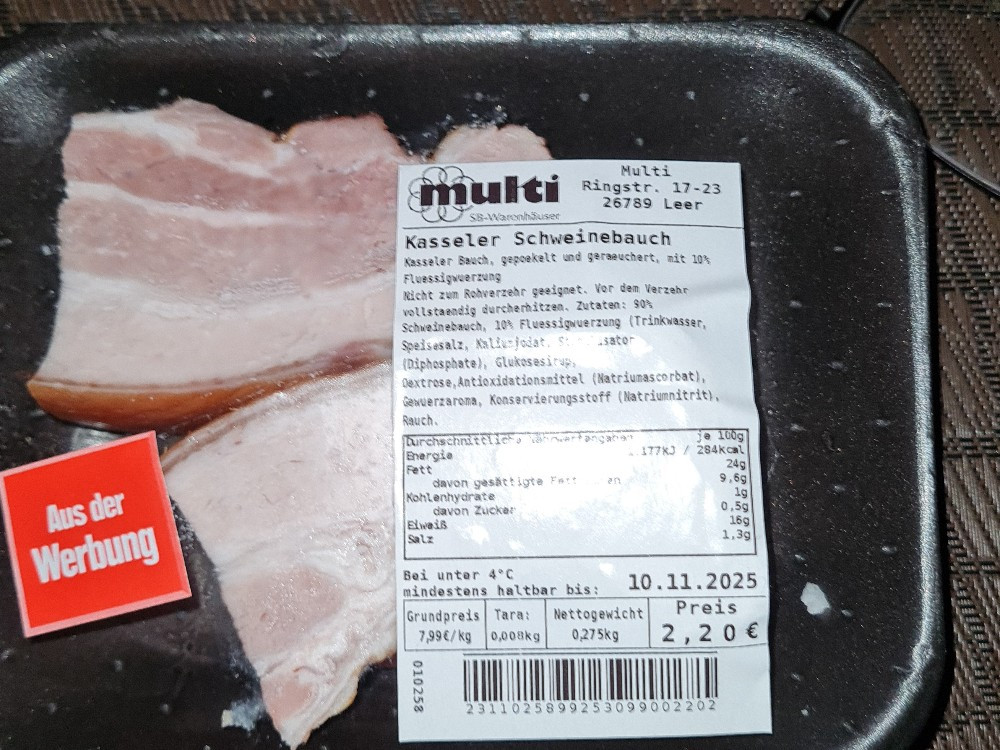 multi
SB-Warenhäuser
Multi
Ringstr. 17-23
26789 Leer
Kasseler Schweinebauch
Kasseler Bauch, gepoekelt und geraeuchert, mit 10%
Fluessigwuerzung
Nicht zum Rohverzehr geeignet. Vor dem Verzehr
vollstaendig durcherhitzen. Zutaten: 90%
Schweinebauch, 10% Fluessigwuerzung (Trinkwasser,
Speisesalz, Kaliumjodat,
(Diphosphate), Glukosesirup,
Dextrose,Antioxidationsmittel (Natriumascorbat),
Gewuerzaroma, Konservierungsstoff (Natriumnitrit),
Rauch.
Durchschnittliche Nährwertangaben je 100g
Energie 177kJ / 284kcal
Fett 24g
davon gesättigte 9,6g
Kohlenhydrate 1g
davon Zucker 0,5g
Eiweiß 16g
Salz 1,3g
Bei unter 4°C
mindestens haltbar bis: 10.11.2025
Grundpreis Tara: Nettogewicht Preis
7,99€/kg 0,008kg 0,275kg 2,20€
010258
2311025899253099002202
Aus der
Werbung